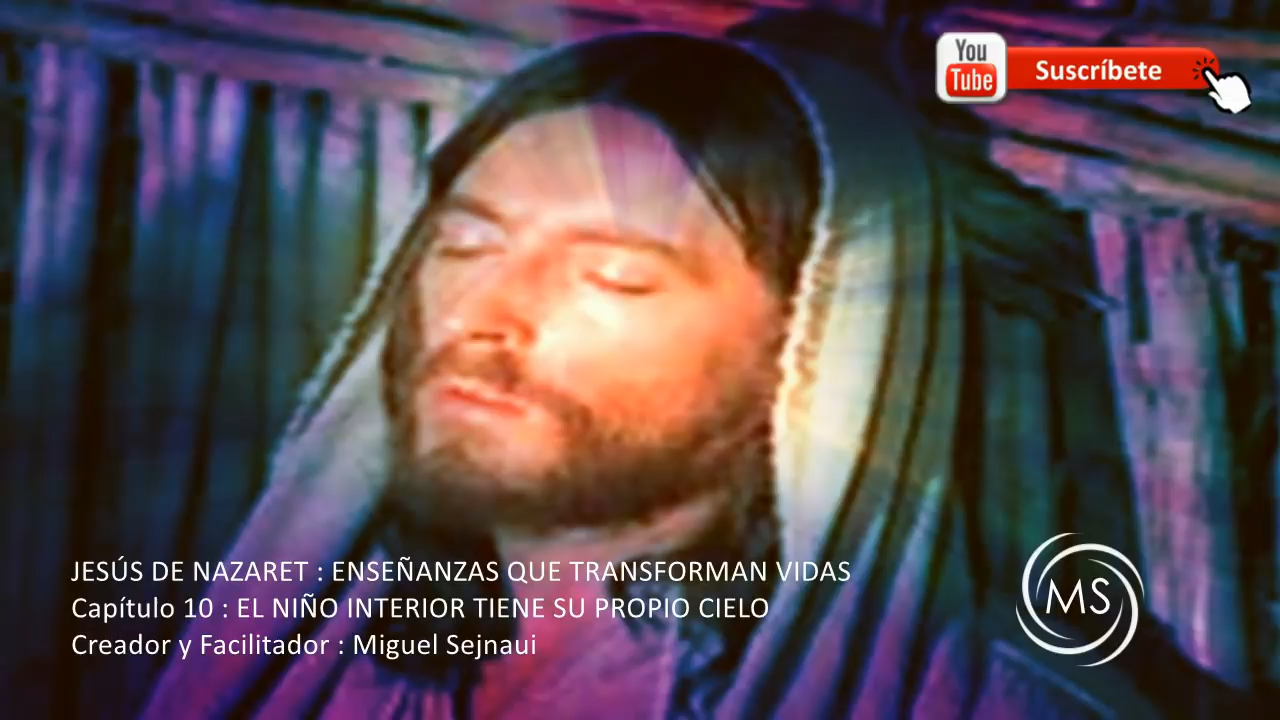 You
Tube
Suscríbete
JESÚS DE NAZARET : ENSEÑANZAS QUE TRANSFORMAN VIDAS
Capítulo 10 : EL NIÑO INTERIOR TIENE SU PROPIO CIELO
Creador y Facilitador : Miguel Sejnaui
MS